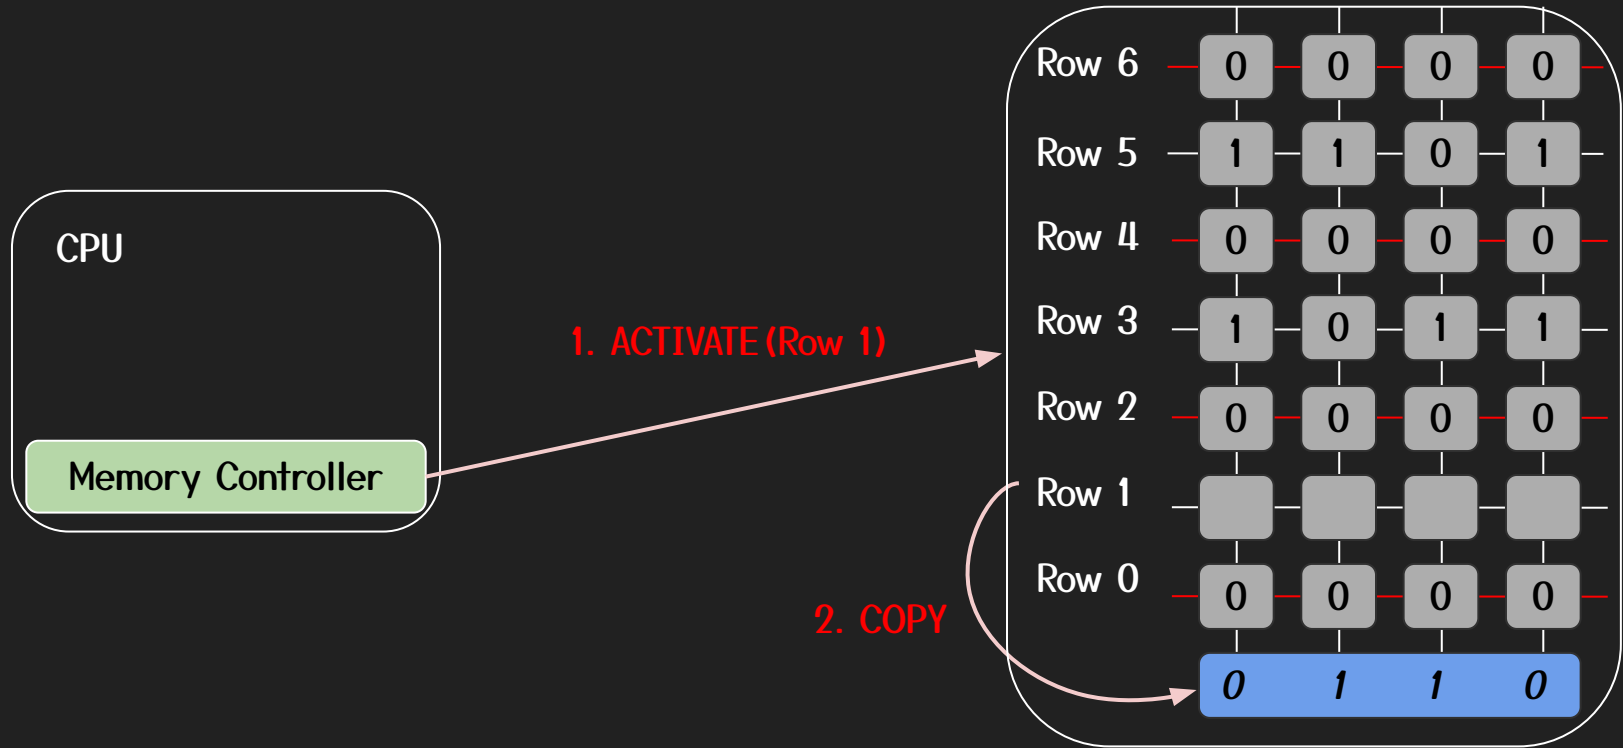 Row 6 0 0 0 0
Row 5 1 1 0 1
Row 4 0 0 0 0
CPU
Row 3 1 0 1 1
1. ACTIVATE (Row 1)
Row 2 0 0 0 0
Memory Controller
Row 1
Row 0 0 0 0 0
2. COPY
0 1 1 0